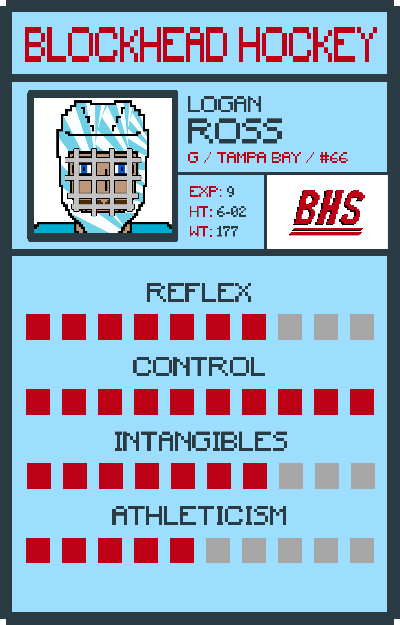 BLOCKHEAD HOCKEY
LOGAN
ROSS
G / TAMPA BAY / #66
EXP: 9
HT: 6-02
WT: 177
BHS
REFLEX
CONTROL
INTANGIBLES
ATHLETICISM